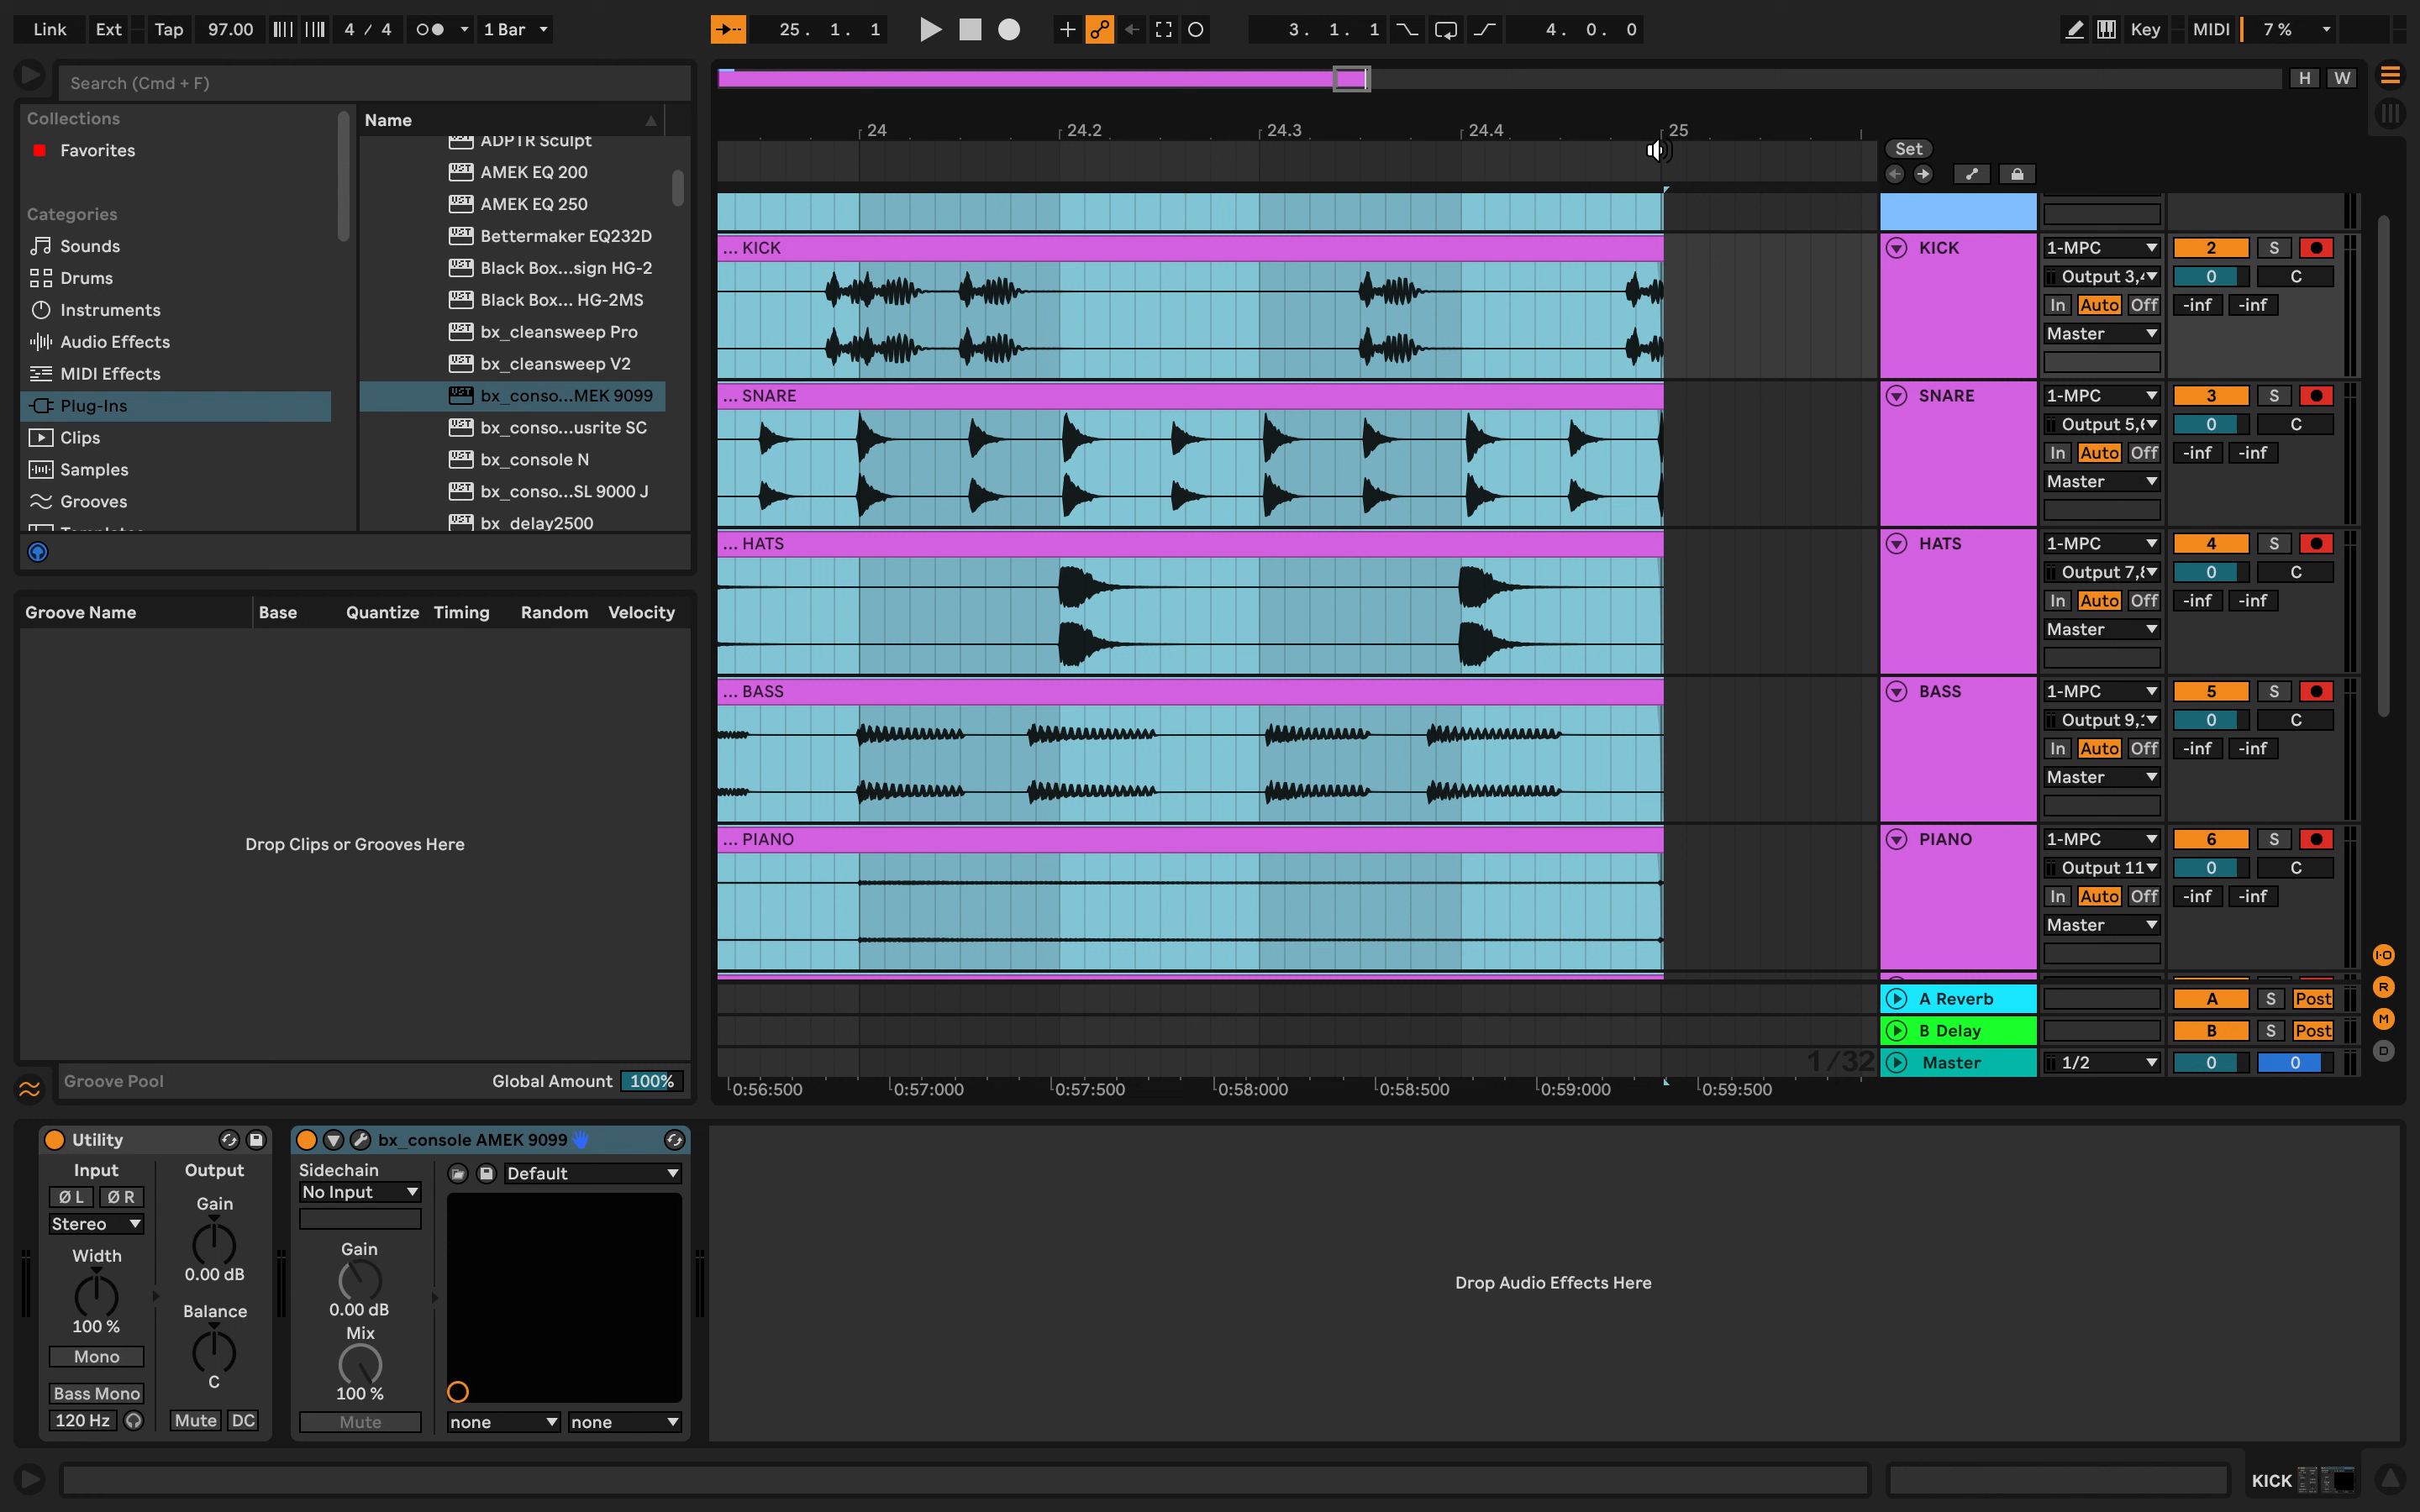 Link Ext Tap 97.00 4 / 4 1 Bar 25. 1. 1 3. 1. 1 4. 0. 0 Key MIDI 7 %
Search (Cmd + F)
H W
Collections
Favorites
Categories
Sounds
Drums
Instruments
Audio Effects
MIDI Effects
Plug-Ins
Clips
Samples
Grooves
Name
ADPTR Sculpt
AMEK EQ 200
AMEK EQ 250
Bettermaker EQ232D
Black Box...sign HG-2
Black Box... HG-2MS
bx_cleansweep Pro
bx_cleansweep V2
bx_conso...MEK 9099
bx_conso...usrite SC
bx_console N
bx_conso...SL 9000 J
bx_delay2500
Groove Name Base Quantize Timing Random Velocity
Drop Clips or Grooves Here
Groove Pool Global Amount 100%
24 24.2 24.3 24.4 25
Set
... KICK
KICK 1-MPC 2 S
Output 3, 0 C
In Auto Off -inf -inf
Master
... SNARE
SNARE 1-MPC 3 S
Output 5, 0 C
In Auto Off -inf -inf
Master
... HATS
HATS 1-MPC 4 S
Output 7, 0 C
In Auto Off -inf -inf
Master
... BASS
BASS 1-MPC 5 S
Output 9, 0 C
In Auto Off -inf -inf
Master
... PIANO
PIANO 1-MPC 6 S
Output 11 0 C
In Auto Off -inf -inf
Master
A Reverb A S Post
B Delay B S Post
1/32 Master 1/2 0 0
0:56:500 0:57:000 0:57:500 0:58:000 0:58:500 0:59:000 0:59:500
I·O
R
M
D
Utility
Input Output
Ø L Ø R
Gain
Stereo
Width
0.00 dB
Balance
100 %
Mono
C
Bass Mono
120 Hz Mute DC
bx_console AMEK 9099
Sidechain Default
No Input
Gain
0.00 dB
Mix
100 %
Mute none none
Drop Audio Effects Here
KICK